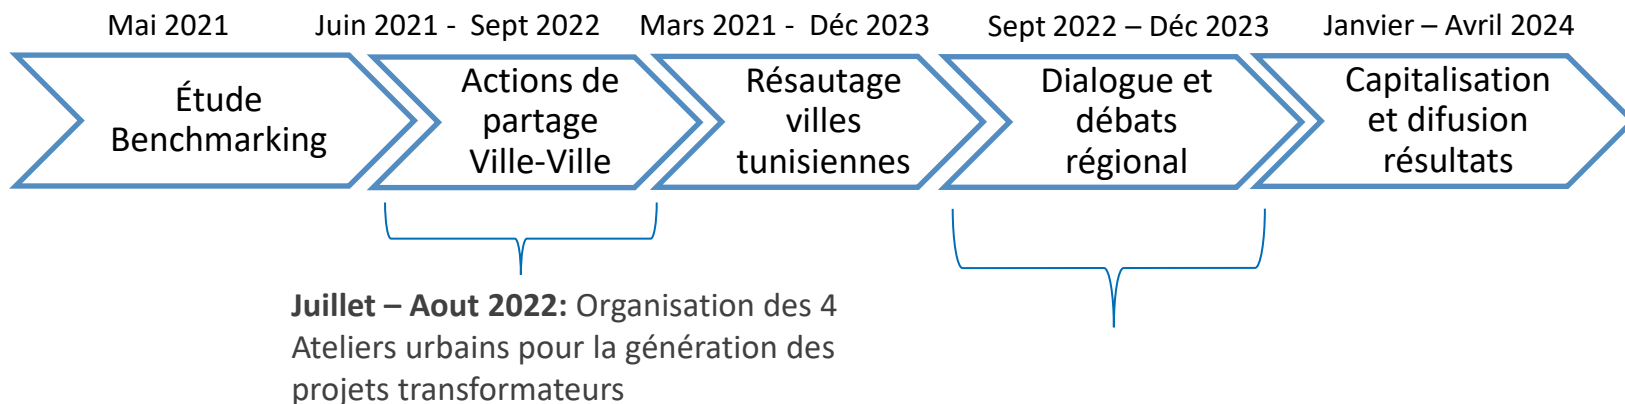 Mai 2021
Juin 2021 - Sept 2022
Mars 2021 - Déc 2023
Sept 2022 – Déc 2023
Janvier – Avril 2024
Étude
Benchmarking
Actions de
partage
Ville-Ville
Résautage
villes
tunisiennes
Dialogue et
débats
régional
Capitalisation
et difusion
résultats
Juillet – Aout 2022: Organisation des 4
Ateliers urbains pour la génération des
projets transformateurs